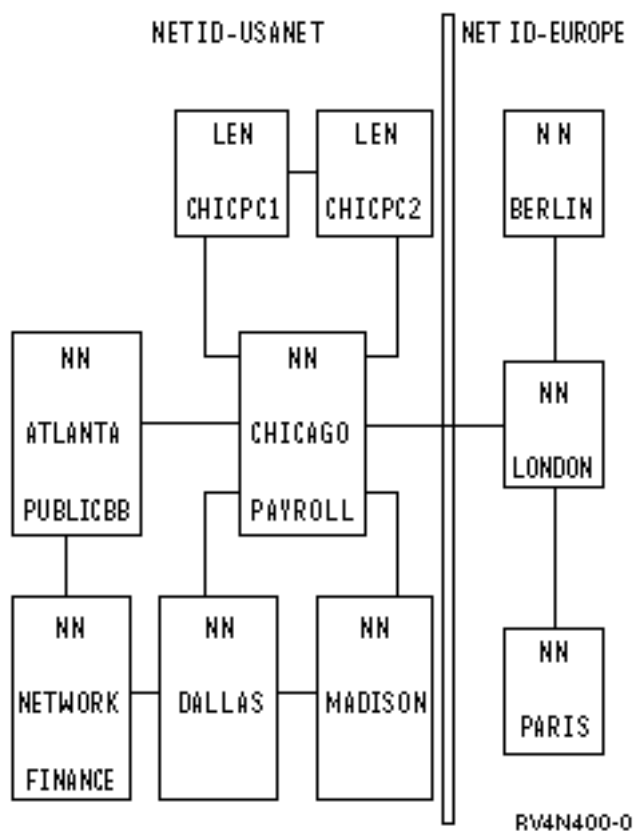 NETID-USANET
NET ID-EUROPE
LEN
CHICPC1
LEN
CHICPC2
NN
BERLIN
NN
ATLANTA
PUBLICBB
NN
CHICAGO
PAYROLL
NN
LONDON
NN
NETWORK
FINANCE
NN
DALLAS
NN
MADISON
NN
PARIS
RV4N400-0